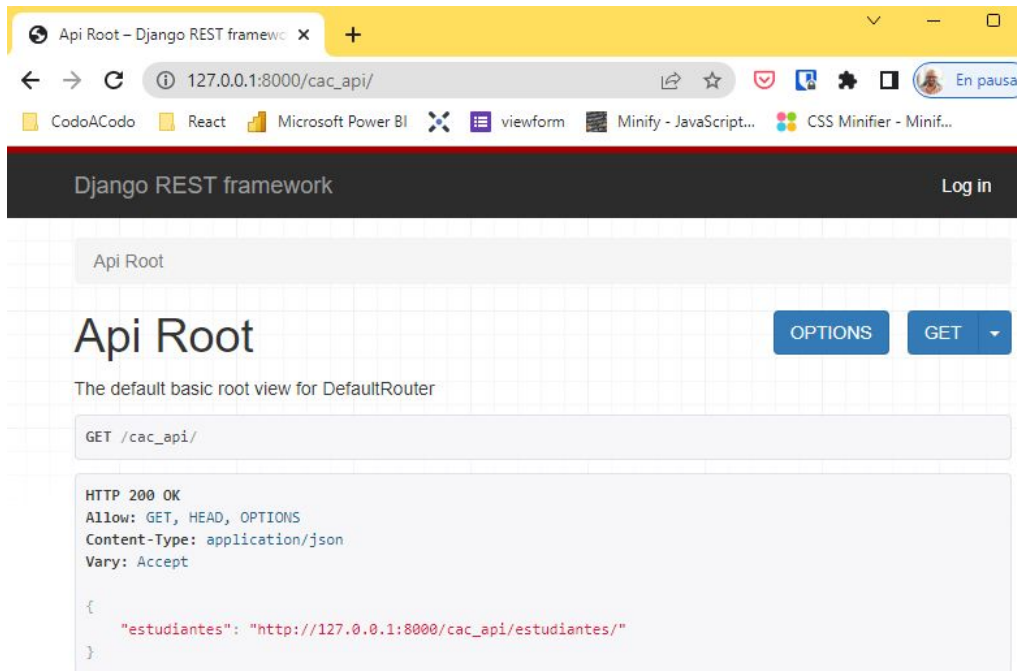 Api Root – Django REST framewc
127.0.0.1:8000/cac_api/
En pausa
CodoACodo React Microsoft Power BI viewform Minify - JavaScript... CSS Minifier - Minif...
Django REST framework Log in
Api Root
Api Root OPTIONS GET
The default basic root view for DefaultRouter
GET /cac_api/
HTTP 200 OK
Allow: GET, HEAD, OPTIONS
Content-Type: application/json
Vary: Accept
{
"estudiantes": "http://127.0.0.1:8000/cac_api/estudiantes/"
}